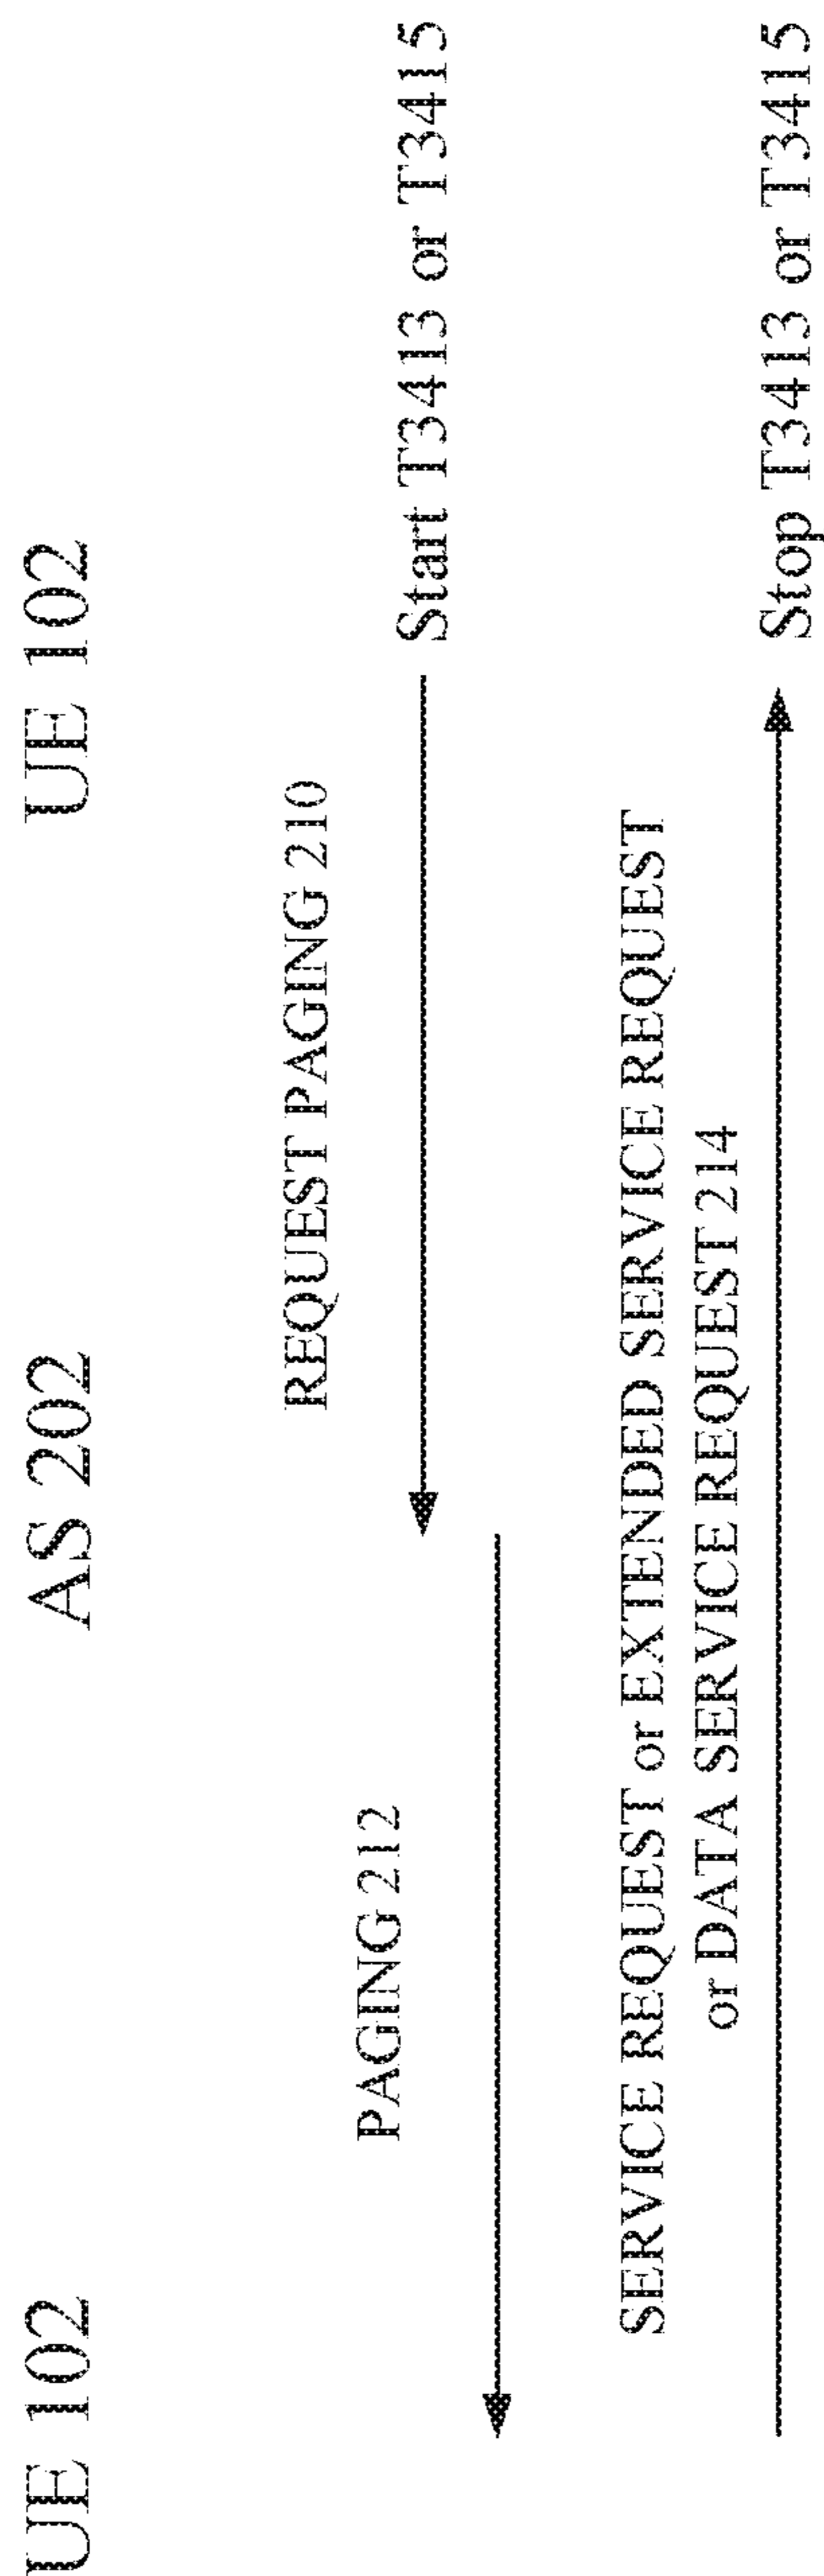 UE 102
AS 202
UE 102
REQUEST PAGING 210
Start T3413 or T3415
PAGING 212
SERVICE REQUEST or EXTENDED SERVICE REQUEST
or DATA SERVICE REQUEST 214
Stop T3413 or T3415